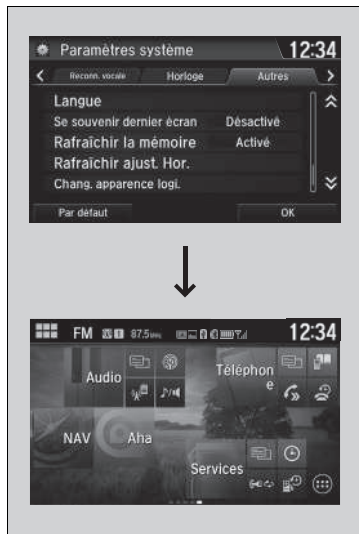 Paramètres système 12:34
Reconn. vocale Horloge Autres
Langue
Se souvenir dernier écran Désactivé
Rafraîchir la mémoire Activé
Rafraîchir ajust. Hor.
Chang. apparence logi.
Par défaut OK
FM 87.5 12:34
Audio
Téléphon
e
NAV
Aha
Services